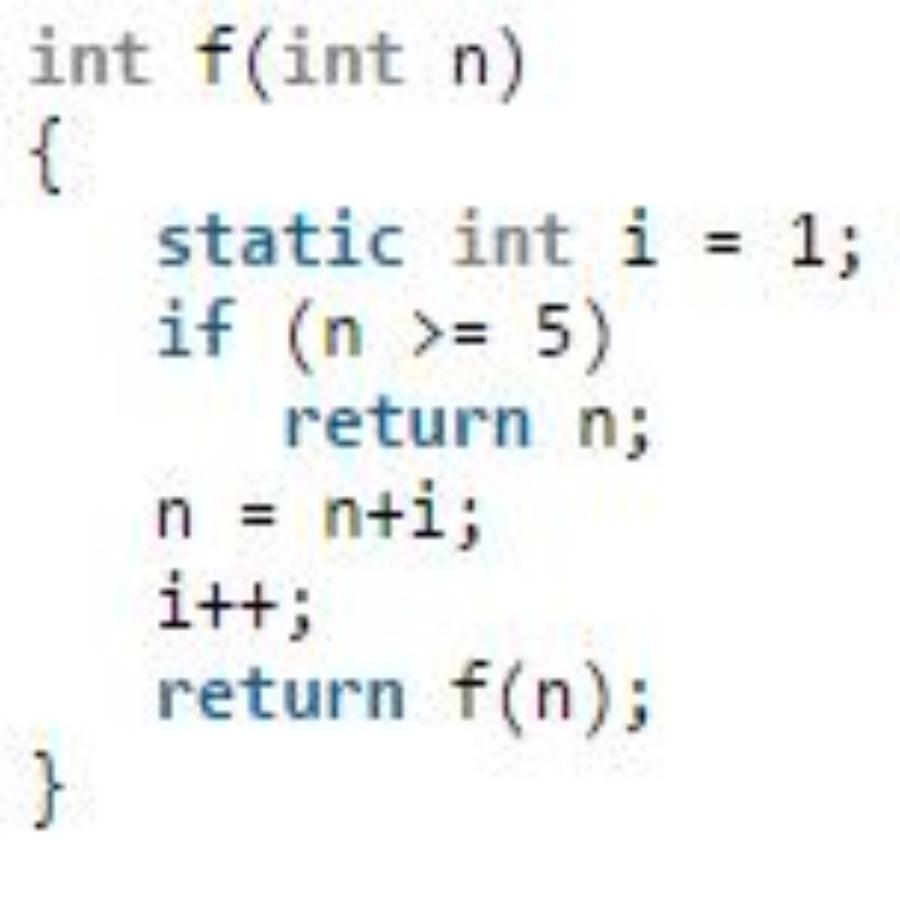 int f(int n)
{
    static int i = 1;
    if (n >= 5)
        return n;
    n = n+i;
    i++;
    return f(n);
}